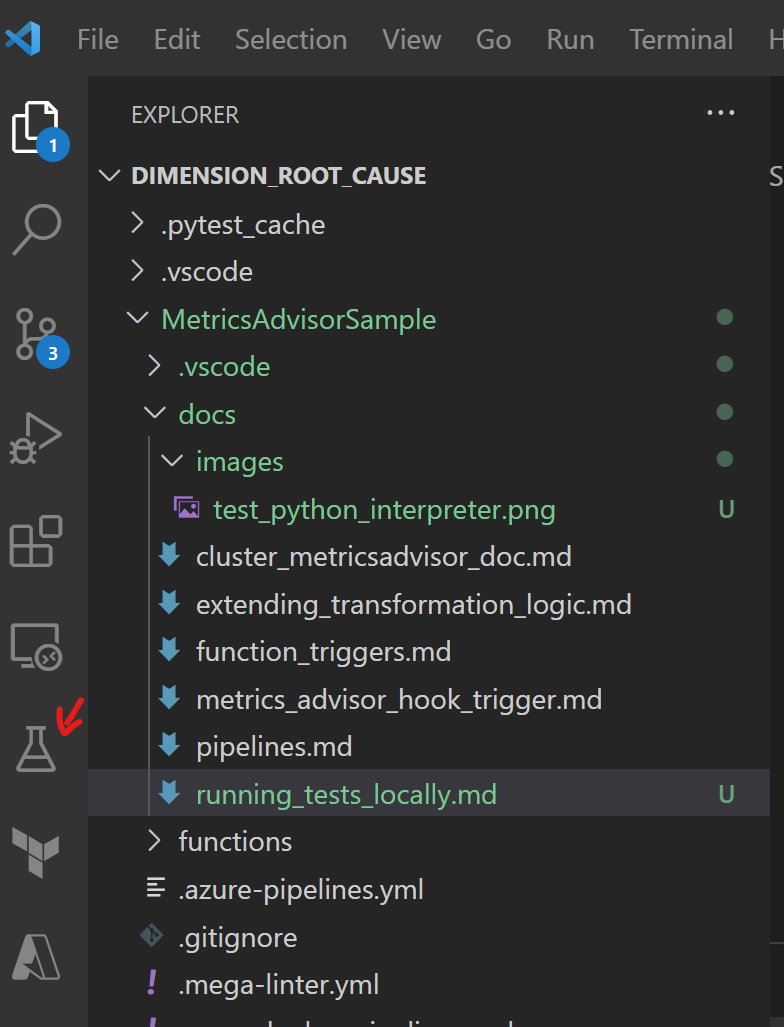 File Edit Selection View Go Run Terminal
EXPLORER ...
1
DIMENSION_ROOT_CAUSE
.pytest_cache
.vscode
MetricsAdvisorSample
3
.vscode
docs
images
test_python_interpreter.png U
cluster_metricsadvisor_doc.md
extending_transformation_logic.md
function_triggers.md
metrics_advisor_hook_trigger.md
pipelines.md
running_tests_locally.md U
functions
.azure-pipelines.yml
.gitignore
! .mega-linter.yml